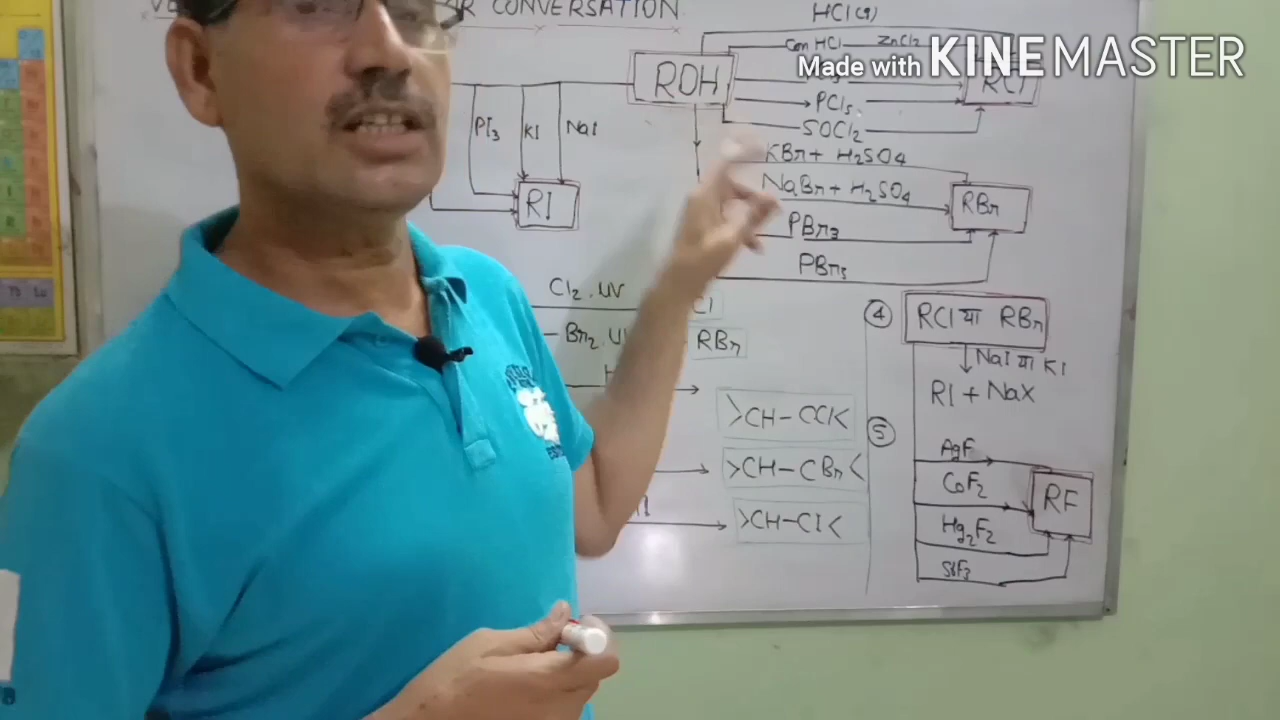 CONVERSATION
HCl(g)
Con HCl ZnCl2
Made with KINEMASTER
ROH
RCl
PCl5
SOCl2
PI3
KI
NaI
RI
KBr + H2SO4
NaBr + H2SO4
RBr
PBr3
PBr5
Cl2. UV
Cl
Br2. U
RBr
④
RCl या RBr
NaI या KI
RI + NaX
>CH-CCl<
⑤
>CH-CBr<
>CH-CI<
AgF
CoF2
RF
Hg2F2
SbF3